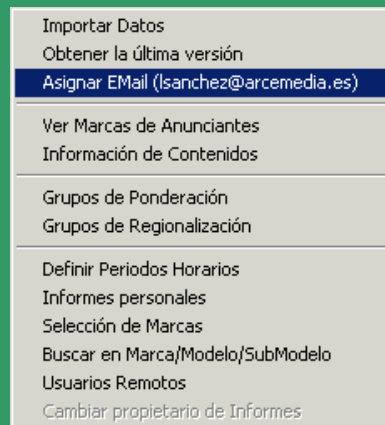 Importar Datos
Obtener la última versión
Asignar EMail (lsanchez@arcemedia.es)
Ver Marcas de Anunciantes
Información de Contenidos
Grupos de Ponderación
Grupos de Regionalización
Definir Periodos Horarios
Informes personales
Selección de Marcas
Buscar en Marca/Modelo/SubModelo
Usuarios Remotos
Cambiar propietario de Informes